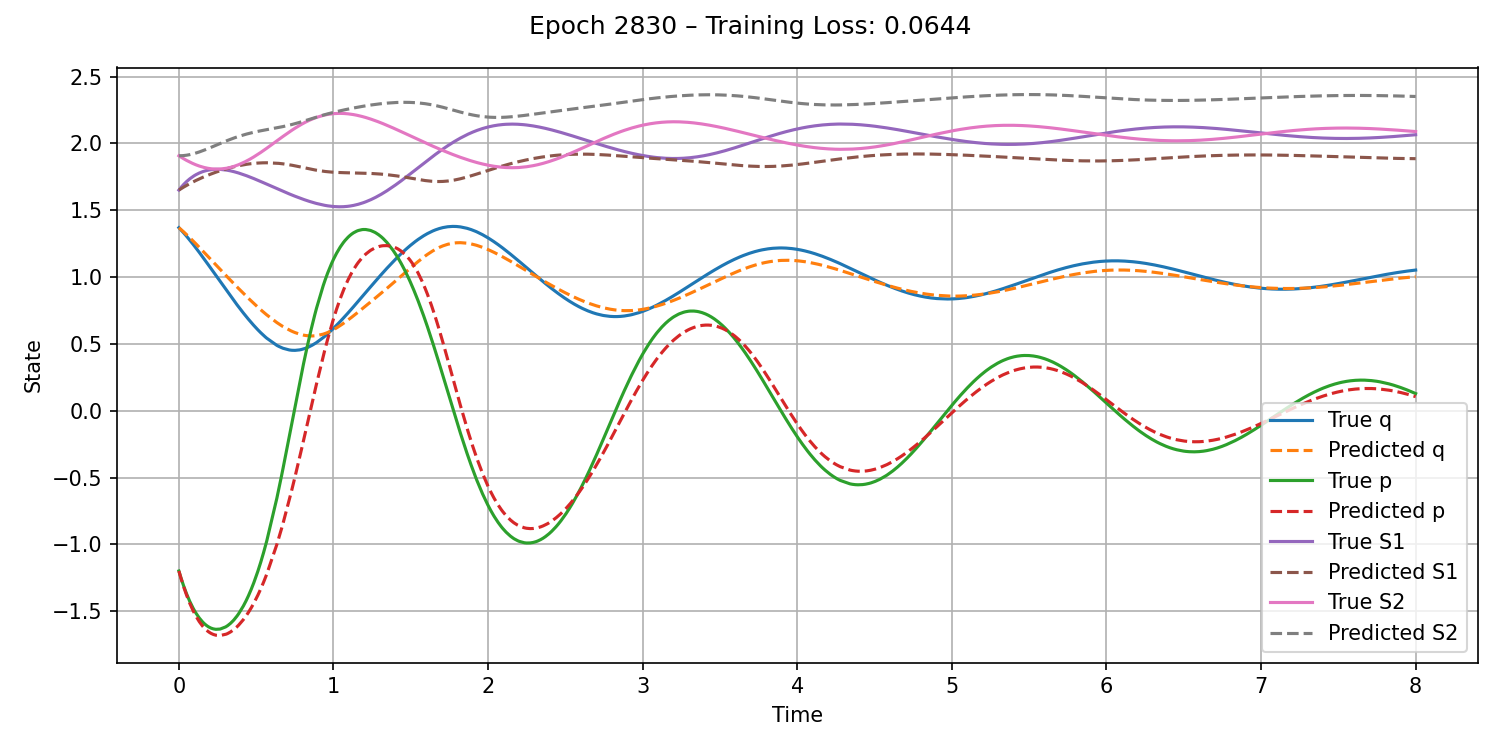 Epoch 2830 – Training Loss: 0.0644
2.5
2.0
1.5
1.0
0.5
0.0
−0.5
−1.0
−1.5
State
0 1 2 3 4 5 6 7 8
Time
True q
Predicted q
True p
Predicted p
True S1
Predicted S1
True S2
Predicted S2